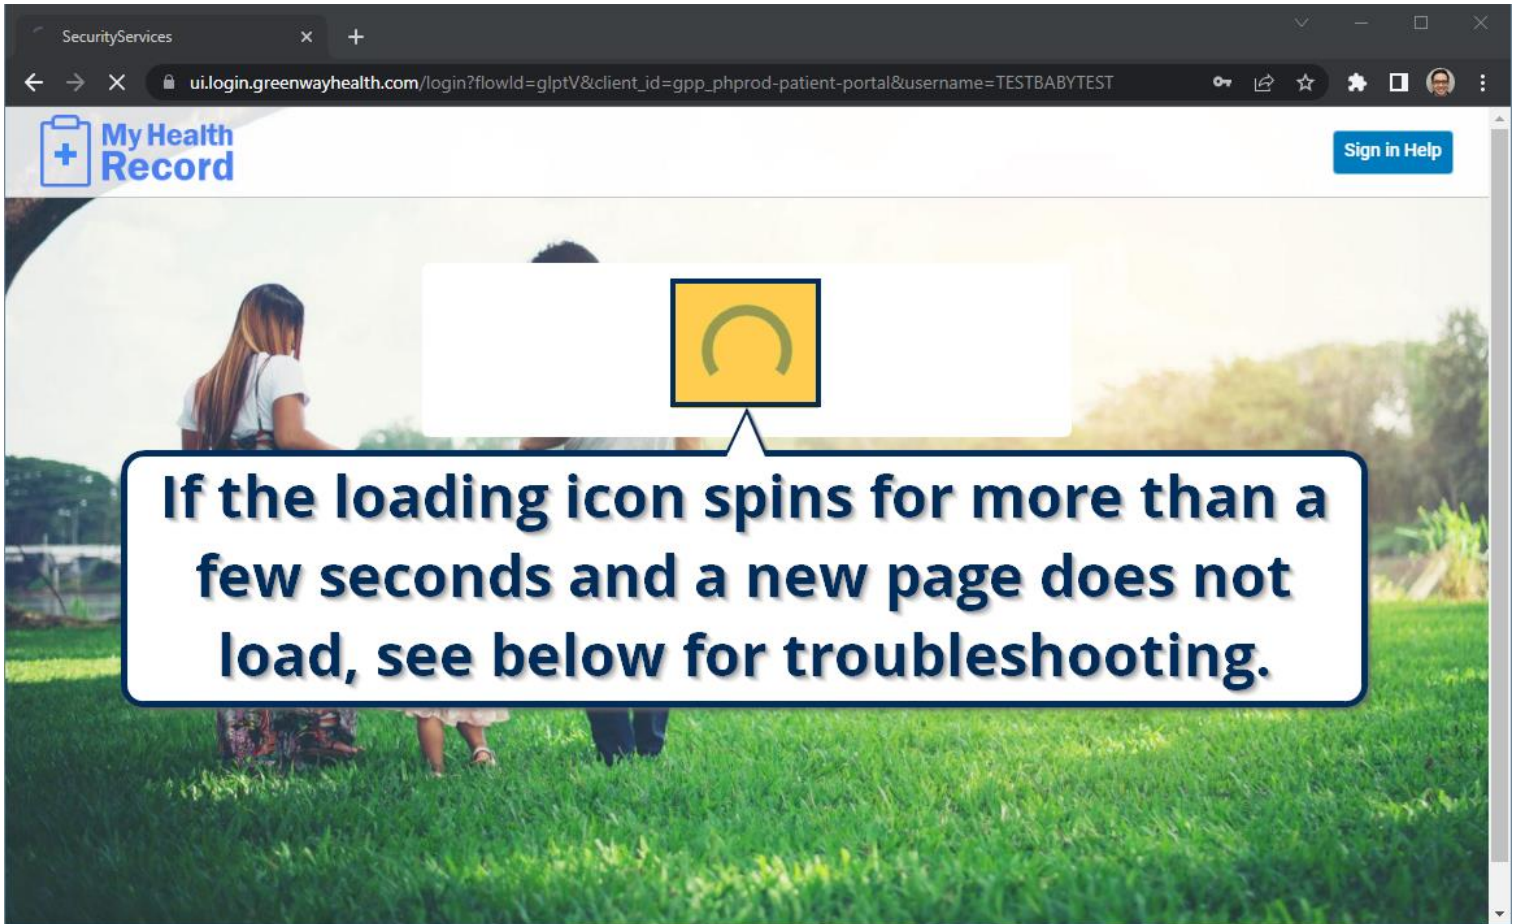 SecurityServices
ui.login.greenwayhealth.com/login?flowId=glptV&client_id=gpp_phprod-patient-portal&username=TESTBABYTEST
My Health
Record
Sign in Help
If the loading icon spins for more than a
few seconds and a new page does not
load, see below for troubleshooting.